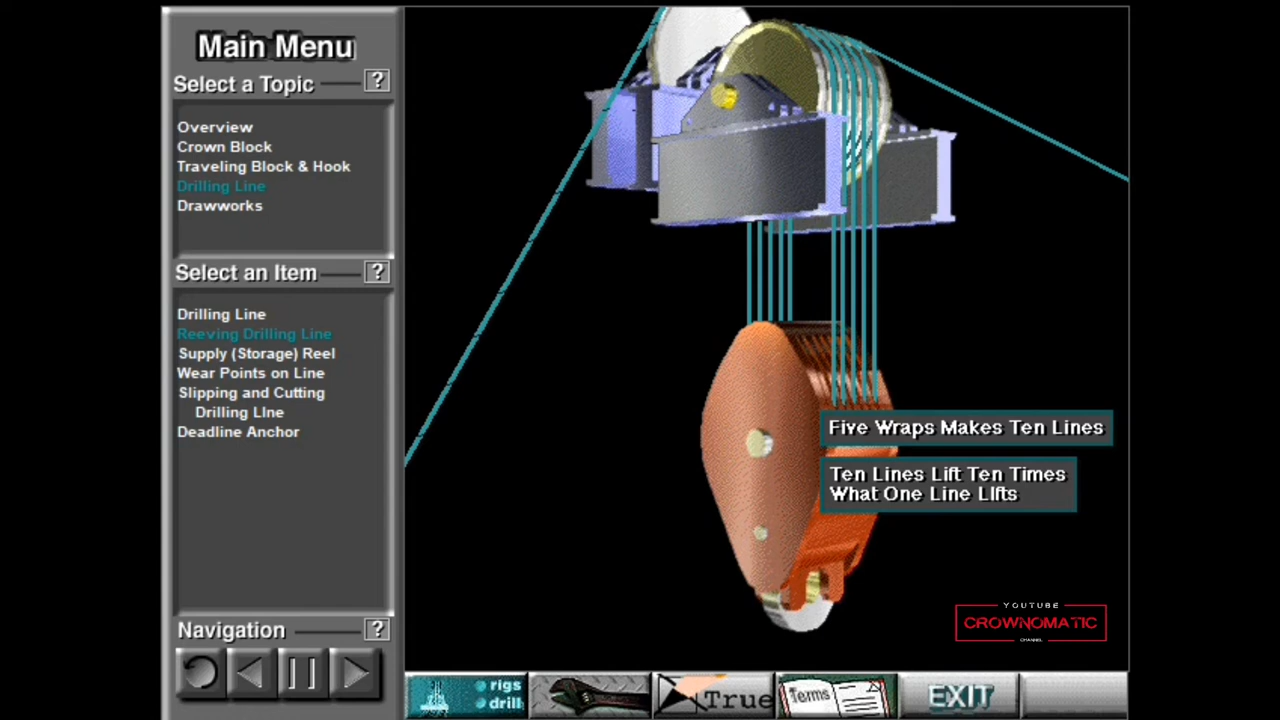 Main Menu
Select a Topic
?
Overview
Crown Block
Traveling Block & Hook
Drilling Line
Drawworks
Select an Item
?
Drilling Line
Reeving Drilling Line
Supply (Storage) Reel
Wear Points on Line
Slipping and Cutting
Drilling LIne
Deadline Anchor
Navigation
?
Five Wraps Makes Ten Lines
Ten Lines Lift Ten Times
What One Line LIfts
YOUTUBE
CROWNOMATIC
CHANNEL
rigs
drill
True
Terms
EXIT